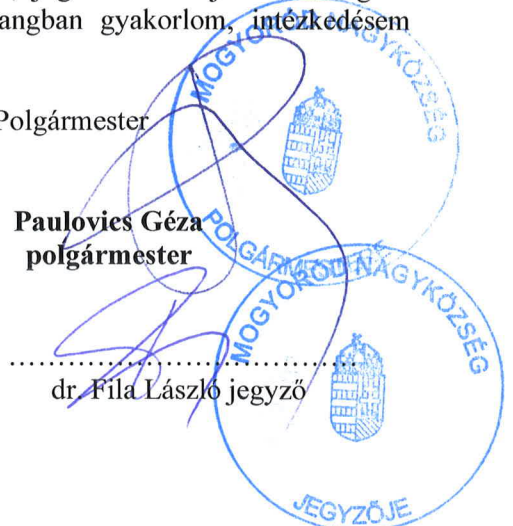 angban gyakorlom, intézkedésem
Polgármester
MOGYORÓD NAGYKÖZSÉG
POLGÁRMESTERE
Paulovics Géza
polgármester
MOGYORÓD NAGYKÖZSÉG
JEGYZŐJE
dr. Fila László jegyző